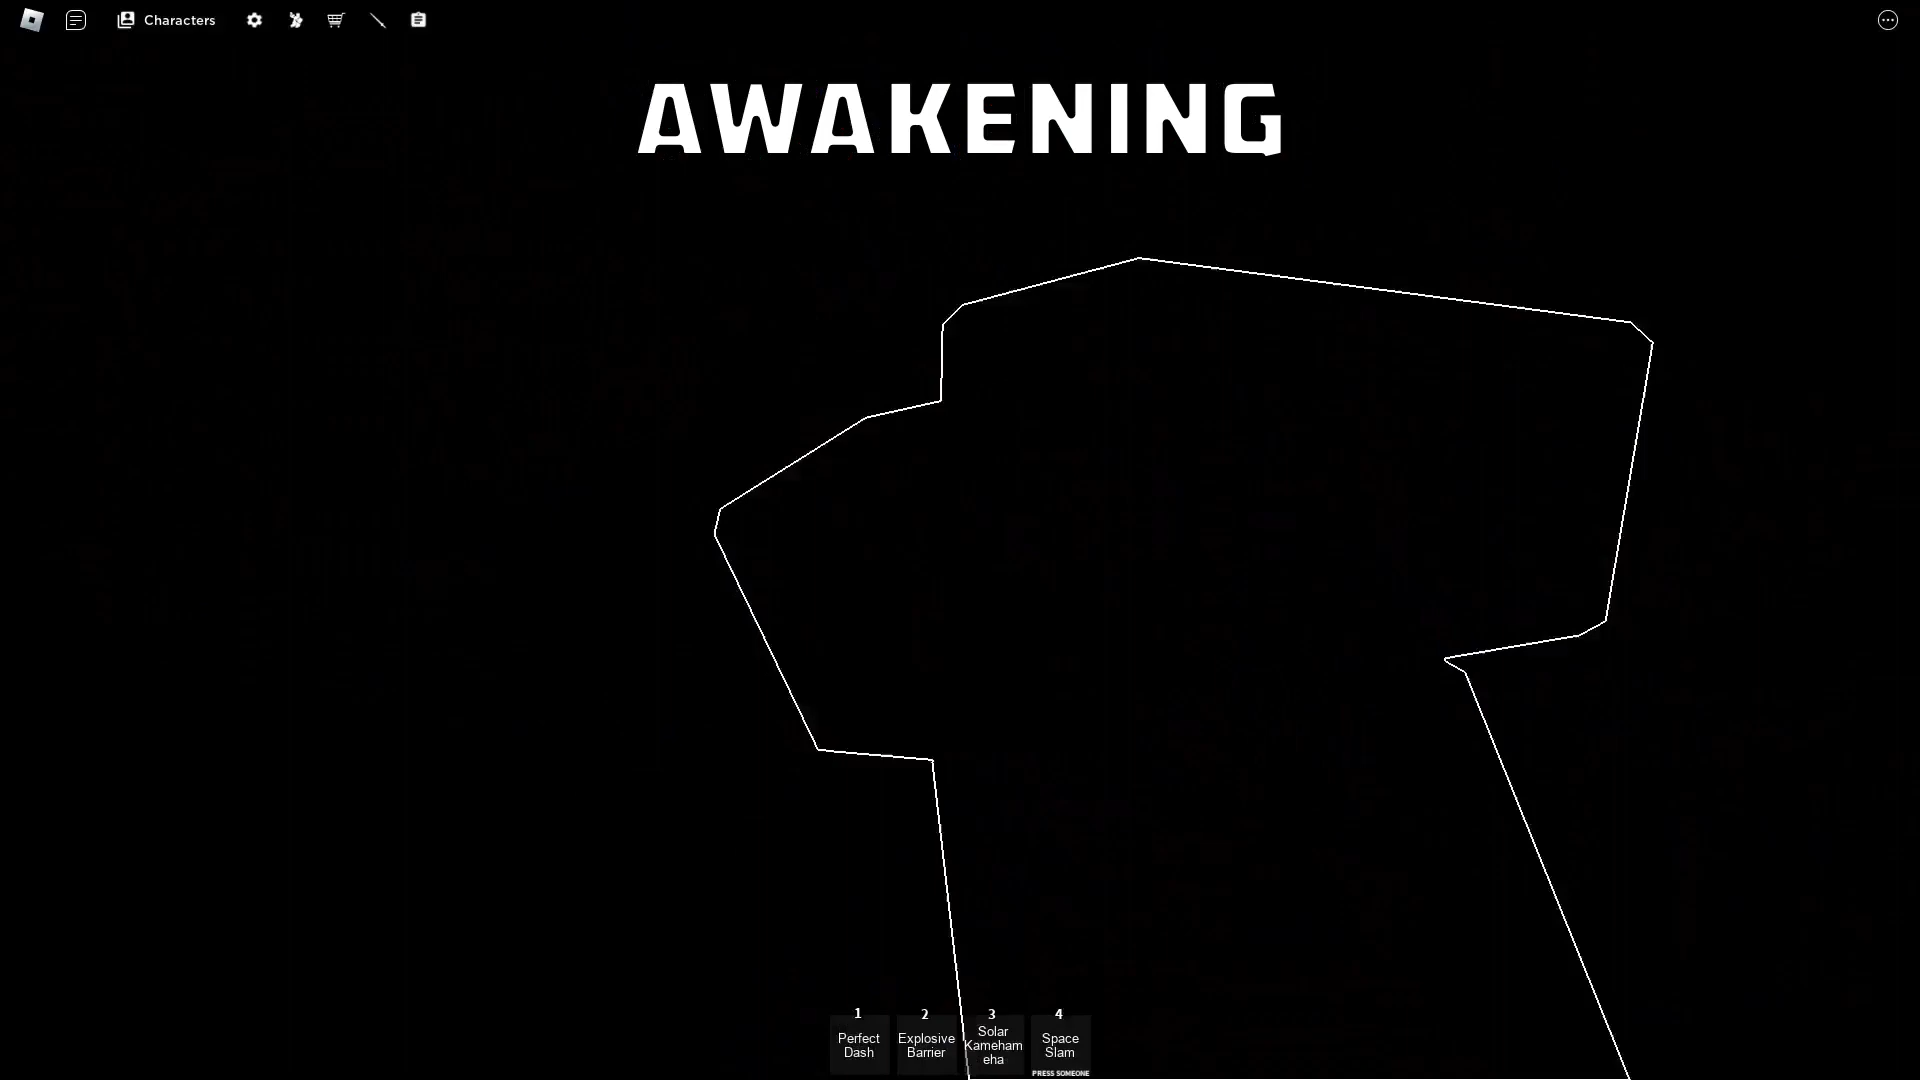 Characters
AWAKENING
1
2
3
4
Perfect
Dash
Explosive
Barrier
Solar
Kameham
eha
Space
Slam
PRESS SOMEONE